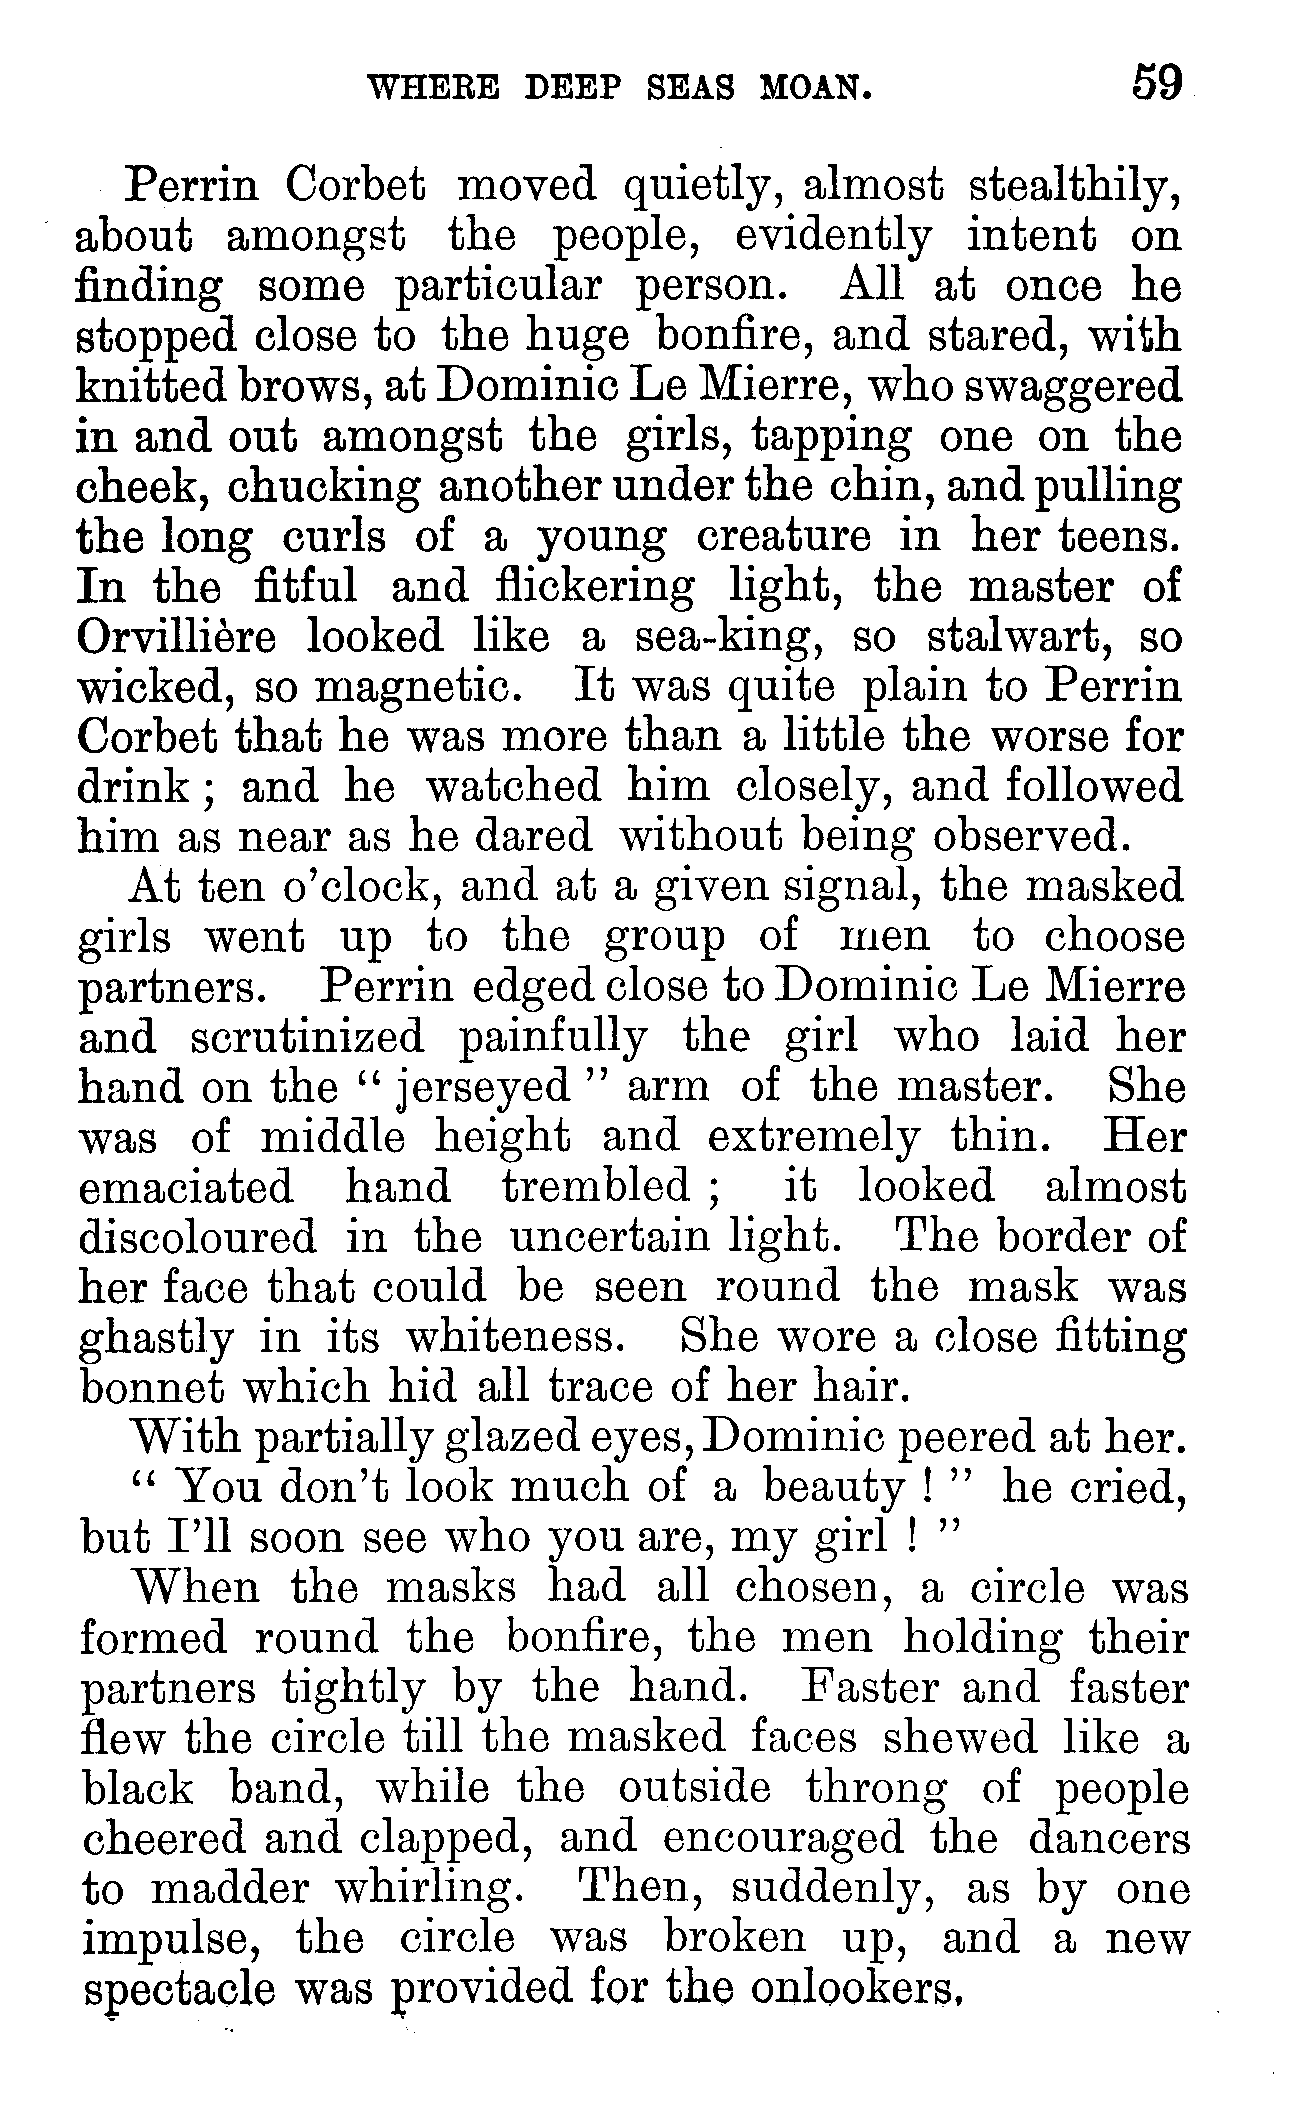 WHERE DEEP SEAS MOAN. 59
Perrin Corbet moved quietly, almost stealthily,
about amongst the people, evidently intent on
finding some particular person. All at once he
stopped close to the huge bonfire, and stared, with
knitted brows, at Dominic Le Mierre, who swaggered
in and out amongst the girls, tapping one on the
cheek, chucking another under the chin, and pulling
the long curls of a young creature in her teens.
In the fitful and flickering light, the master of
Orvillière looked like a sea-king, so stalwart, so
wicked, so magnetic. It was quite plain to Perrin
Corbet that he was more than a little the worse for
drink ; and he watched him closely, and followed
him as near as he dared without being observed.
At ten o'clock, and at a given signal, the masked
girls went up to the group of men to choose
partners. Perrin edged close to Dominic Le Mierre
and scrutinized painfully the girl who laid her
hand on the “ jerseyed ” arm of the master. She
was of middle height and extremely thin. Her
emaciated hand trembled ; it looked almost
discoloured in the uncertain light. The border of
her face that could be seen round the mask was
ghastly in its whiteness. She wore a close fitting
bonnet which hid all trace of her hair.
With partially glazed eyes, Dominic peered at her.
“ You don't look much of a beauty ! ” he cried,
but I'll soon see who you are, my girl ! ”
When the masks had all chosen, a circle was
formed round the bonfire, the men holding their
partners tightly by the hand. Faster and faster
flew the circle till the masked faces shewed like a
black band, while the outside throng of people
cheered and clapped, and encouraged the dancers
to madder whirling. Then, suddenly, as by one
impulse, the circle was broken up, and a new
spectacle was provided for the onlookers.